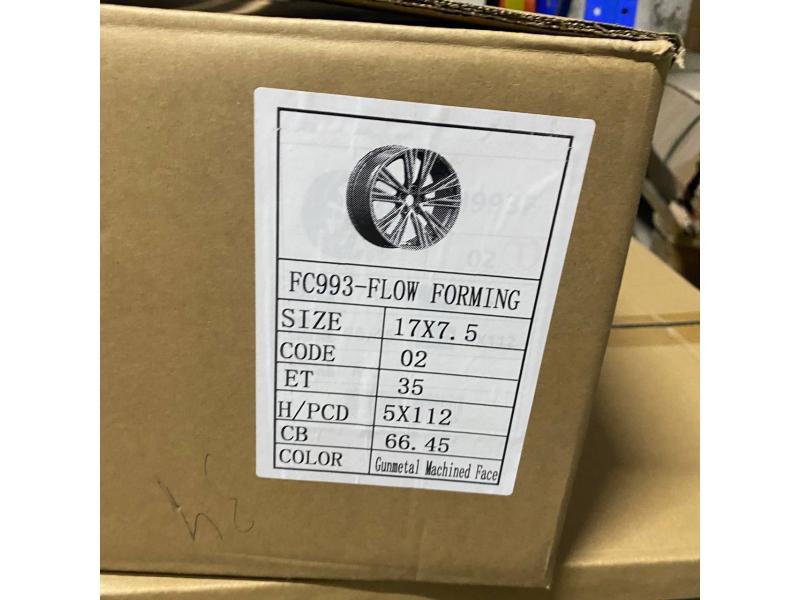 FC993-FLOW FORMING
SIZE 17X7.5
CODE 02
ET 35
H/PCD 5X112
CB 66.45
COLOR Gunmetal Machined Face